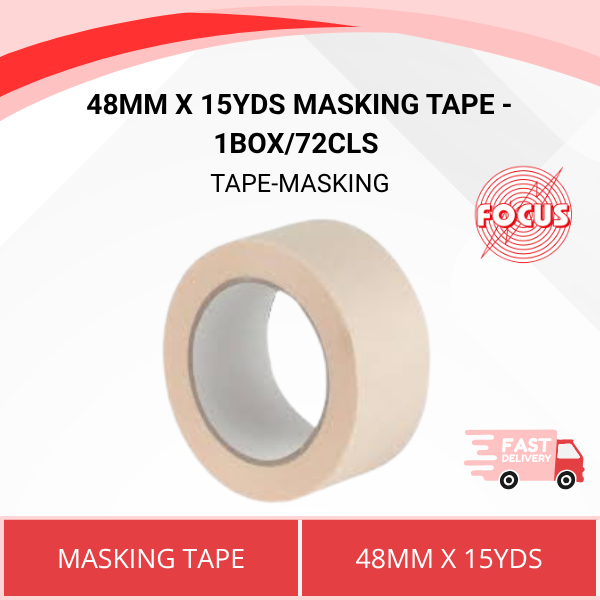 48MM X 15YDS MASKING TAPE -
1BOX/72CLS
TAPE-MASKING
FOCUS
FAST
DELIVERY
MASKING TAPE
48MM X 15YDS